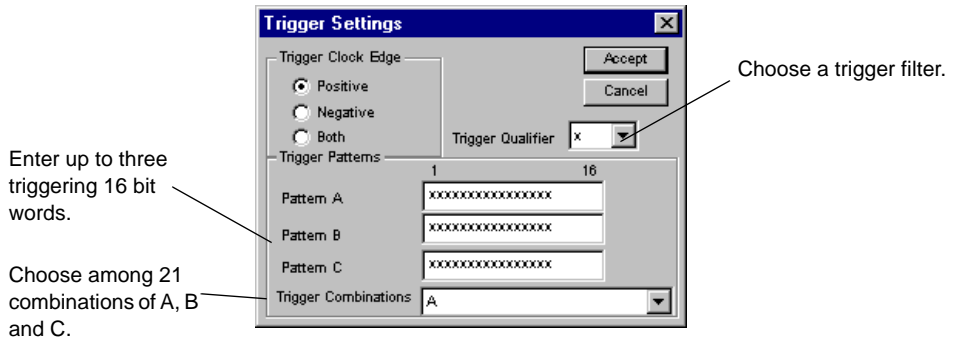 Trigger Settings
Trigger Clock Edge
Accept
Positive
Cancel
Choose a trigger filter.
Negative
Both
Trigger Qualifier
x
Enter up to three
triggering 16 bit
words.
Trigger Patterns
1 16
Pattern A
xxxxxxxxxxxxxxxx
Pattern B
xxxxxxxxxxxxxxxx
Pattern C
xxxxxxxxxxxxxxxx
Choose among 21
combinations of A, B
and C.
Trigger Combinations
A